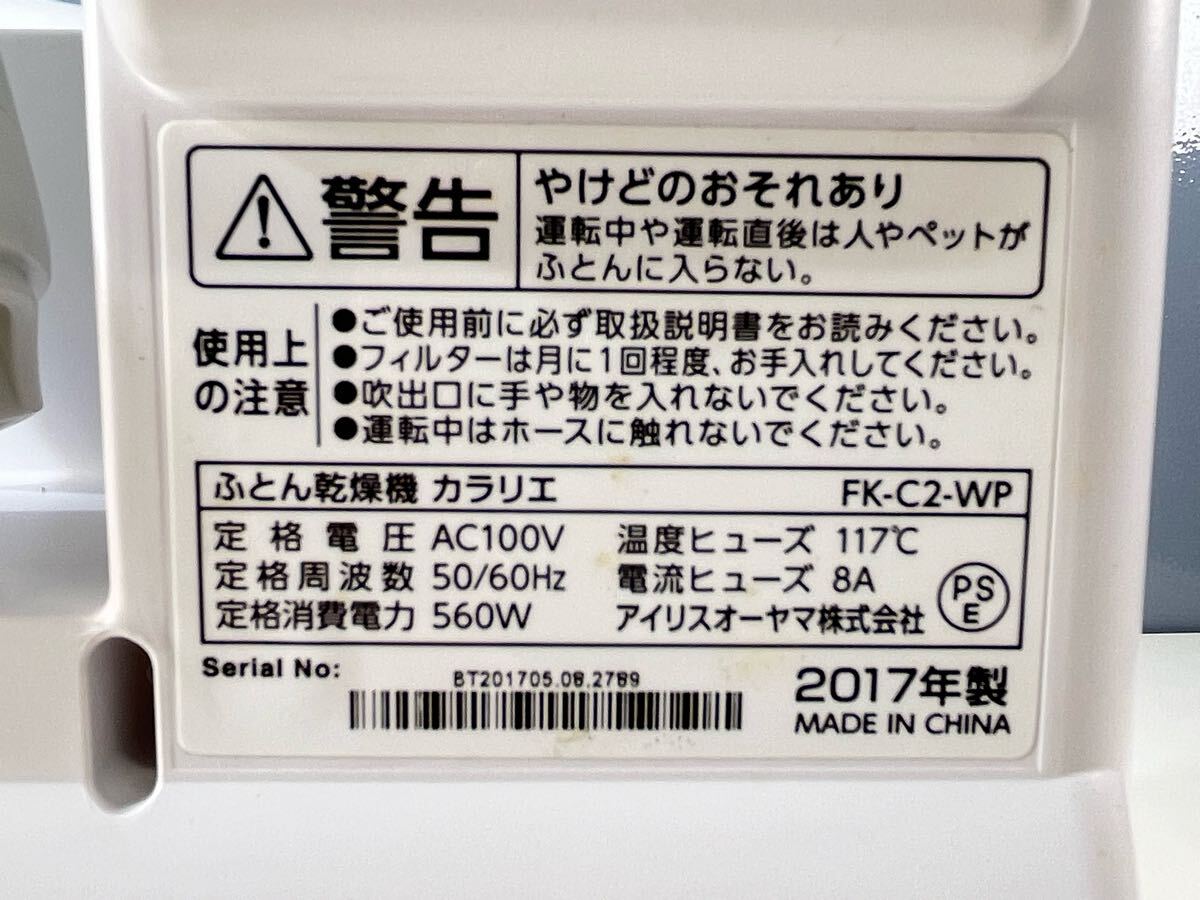 警告
やけどのおそれあり
運転中や運転直後は人やペットが
ふとんに入らない。
使用上
の注意
●ご使用前に必ず取扱説明書をお読みください。
●フィルターは月に1回程度、お手入れしてください。
●吹出口に手や物を入れないでください。
●運転中はホースに触れないでください。
ふとん乾燥機 カラリエ FK-C2-WP
定格電圧 AC100V 温度ヒューズ 117℃
定格周波数 50/60Hz 電流ヒューズ 8A
定格消費電力 560W アイリスオーヤマ株式会社
PS
E
Serial No:
BT201705.08.2789
2017年製
MADE IN CHINA